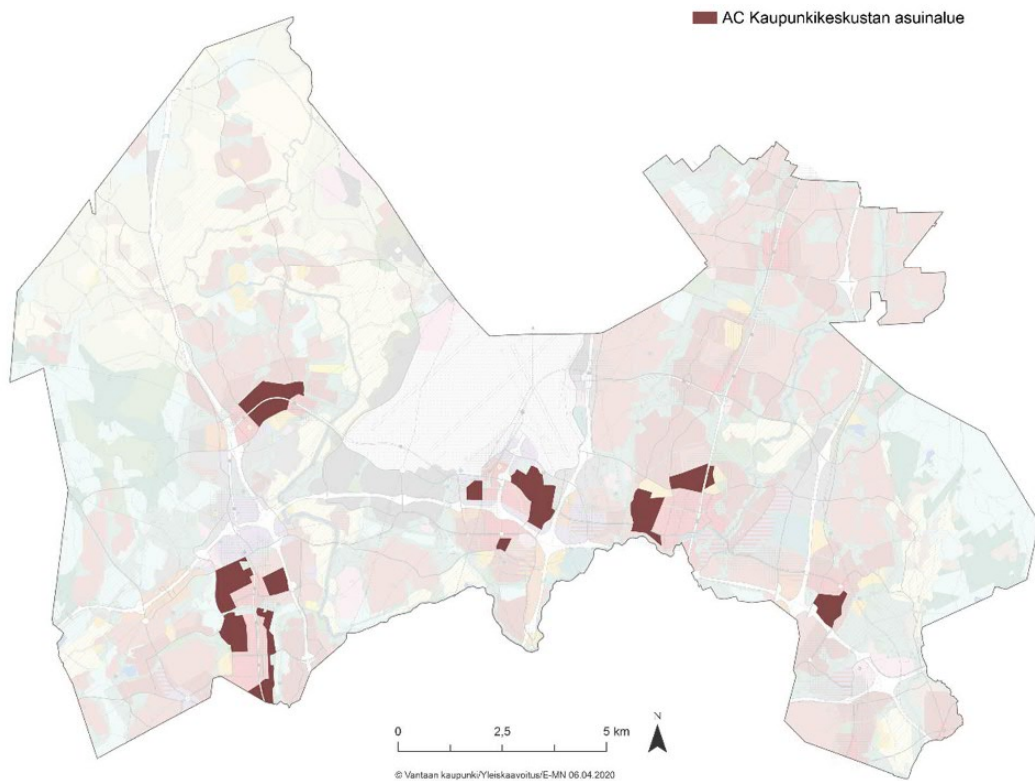 AC Kaupunkikeskustan asuinalue
N
0 2,5 5 km
© Vantaan kaupunki/Yleiskaavoitus/E-MN 06.04.2020